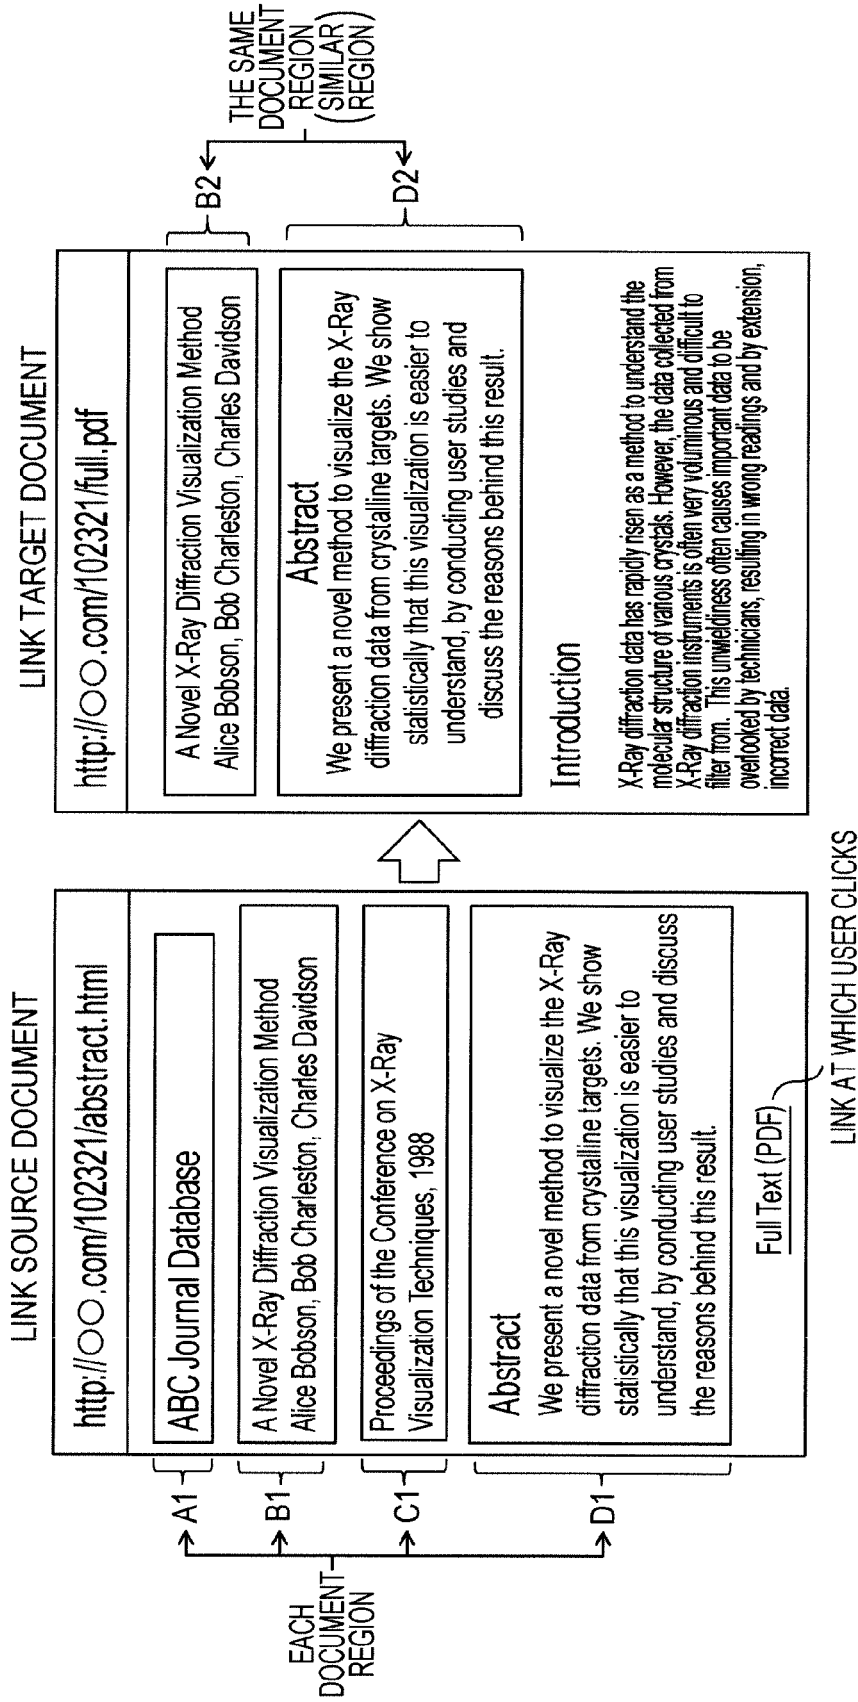 LINK SOURCE DOCUMENT
http://○○.com/102321/abstract.html
EACH
DOCUMENT
REGION
A1
B1
C1
D1
ABC Journal Database
A Novel X-Ray Diffraction Visualization Method
Alice Bobson, Bob Charleston, Charles Davidson
Proceedings of the Conference on X-Ray
Visualization Techniques, 1988
Abstract
We present a novel method to visualize the X-Ray
diffraction data from crystalline targets. We show
statistically that this visualization is easier to
understand, by conducting user studies and discuss
the reasons behind this result.
Full Text (PDF)
LINK AT WHICH USER CLICKS
LINK TARGET DOCUMENT
http://○○.com/102321/full.pdf
A Novel X-Ray Diffraction Visualization Method
Alice Bobson, Bob Charleston, Charles Davidson
Abstract
We present a novel method to visualize the X-Ray
diffraction data from crystalline targets. We show
statistically that this visualization is easier to
understand, by conducting user studies and
discuss the reasons behind this result.
Introduction
X-Ray diffraction data has rapidly risen as a method to understand the
molecular structure of various crystals. However, the data collected from
X-Ray diffraction instruments is often very voluminous and difficult to
filter from. This unwieldiness often causes important data to be
overlooked by technicians, resulting in wrong readings and by extension,
incorrect data.
B2
D2
THE SAME
DOCUMENT
REGION
(SIMILAR
REGION)